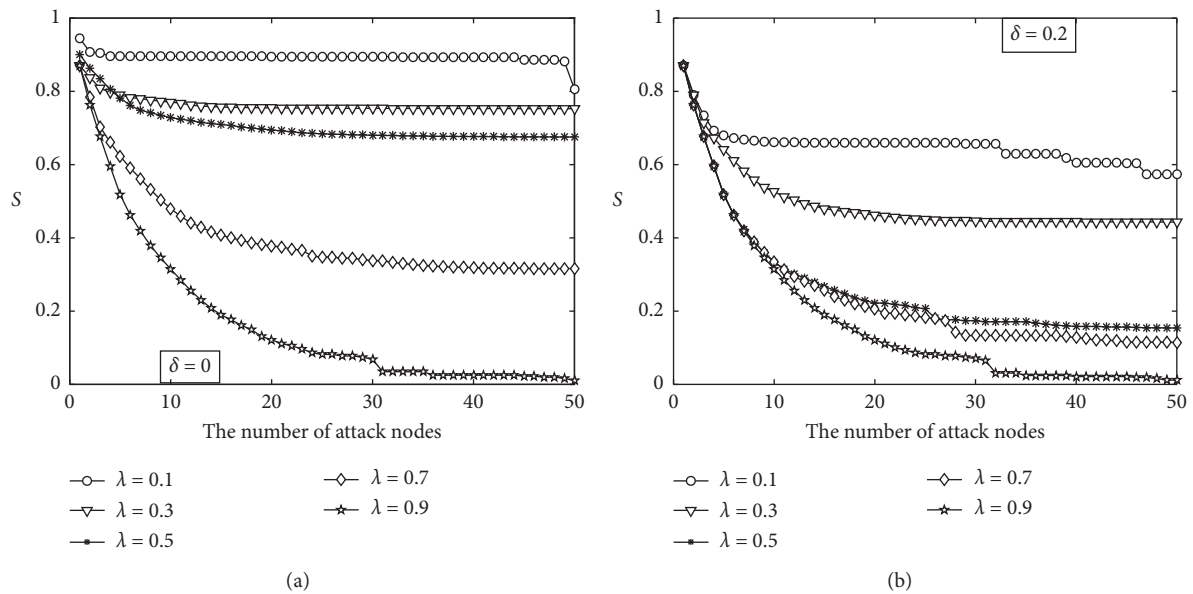 1
0.8
0.6
S
0.4
0.2
0
δ = 0
0 10 20 30 40 50
The number of attack nodes
λ = 0.1
λ = 0.3
λ = 0.5
λ = 0.7
λ = 0.9
(a)
1
0.8
0.6
S
0.4
0.2
0
δ = 0.2
0 10 20 30 40 50
The number of attack nodes
λ = 0.1
λ = 0.3
λ = 0.5
λ = 0.7
λ = 0.9
(b)